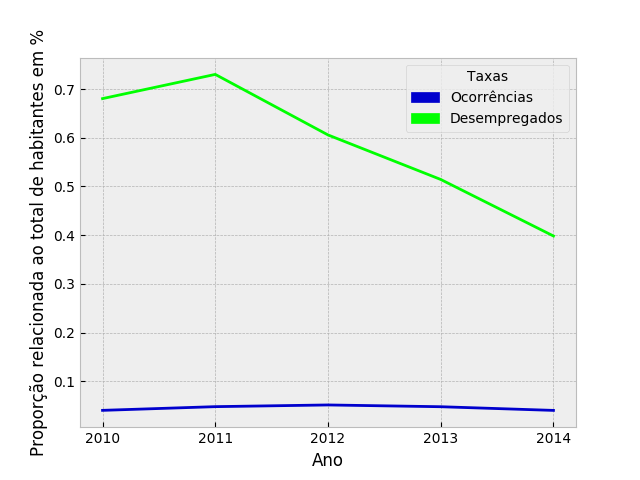 Proporção relacionada ao total de habitantes em %
0.7
0.6
0.5
0.4
0.3
0.2
0.1
Taxas
Ocorrências
Desempregados
2010 2011 2012 2013 2014
Ano